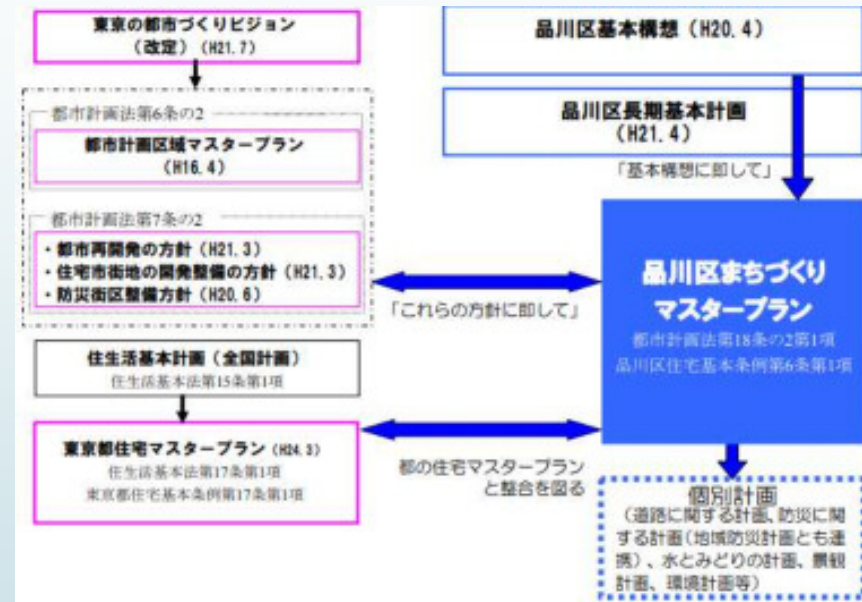 東京の都市づくりビジョン
（改定）（H21.7）
都市計画法第6条の2
都市計画区域マスタープラン
（H16.4）
都市計画法第7条の2
・都市再開発の方針（H21.3）
・住宅市街地の開発整備の方針（H21.3）
・防災街区整備方針（H20.6）
住生活基本計画（全国計画）
住生活基本法第15条第1項
東京都住宅マスタープラン（H24.3）
住生活基本法第17条第1項
東京都住宅基本条例第17条第1項
「これらの方針に即して」
都の住宅マスタープラン
と整合を図る
品川区基本構想（H20.4）
品川区長期基本計画
（H21.4）
「基本構想に即して」
品川区まちづくり
マスタープラン
都市計画法第18条の2第1項
品川区住宅基本条例第6条第1項
個別計画
（道路に関する計画、防災に関
する計画（地域防災計画とも連
携）、水とみどりの計画、景観
計画、環境計画等）